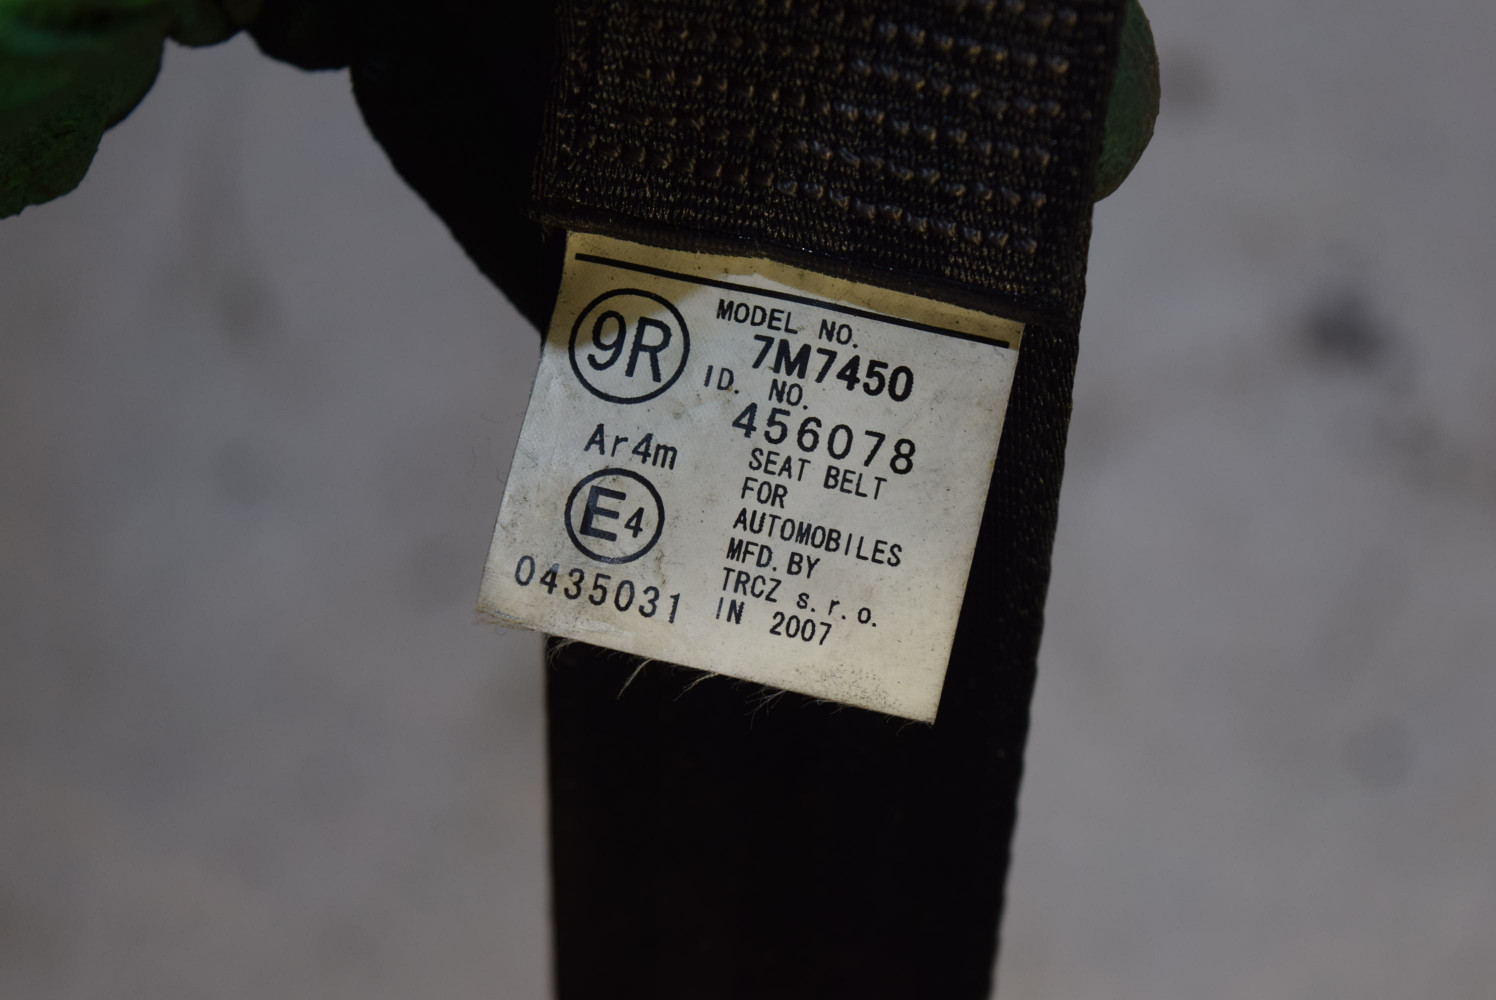 9R
MODEL NO.
7M7450
ID. NO.
456078
Ar4m
SEAT BELT
FOR
E4
AUTOMOBILES
MFD. BY
0435031
TRCZ s.r.o.
IN 2007